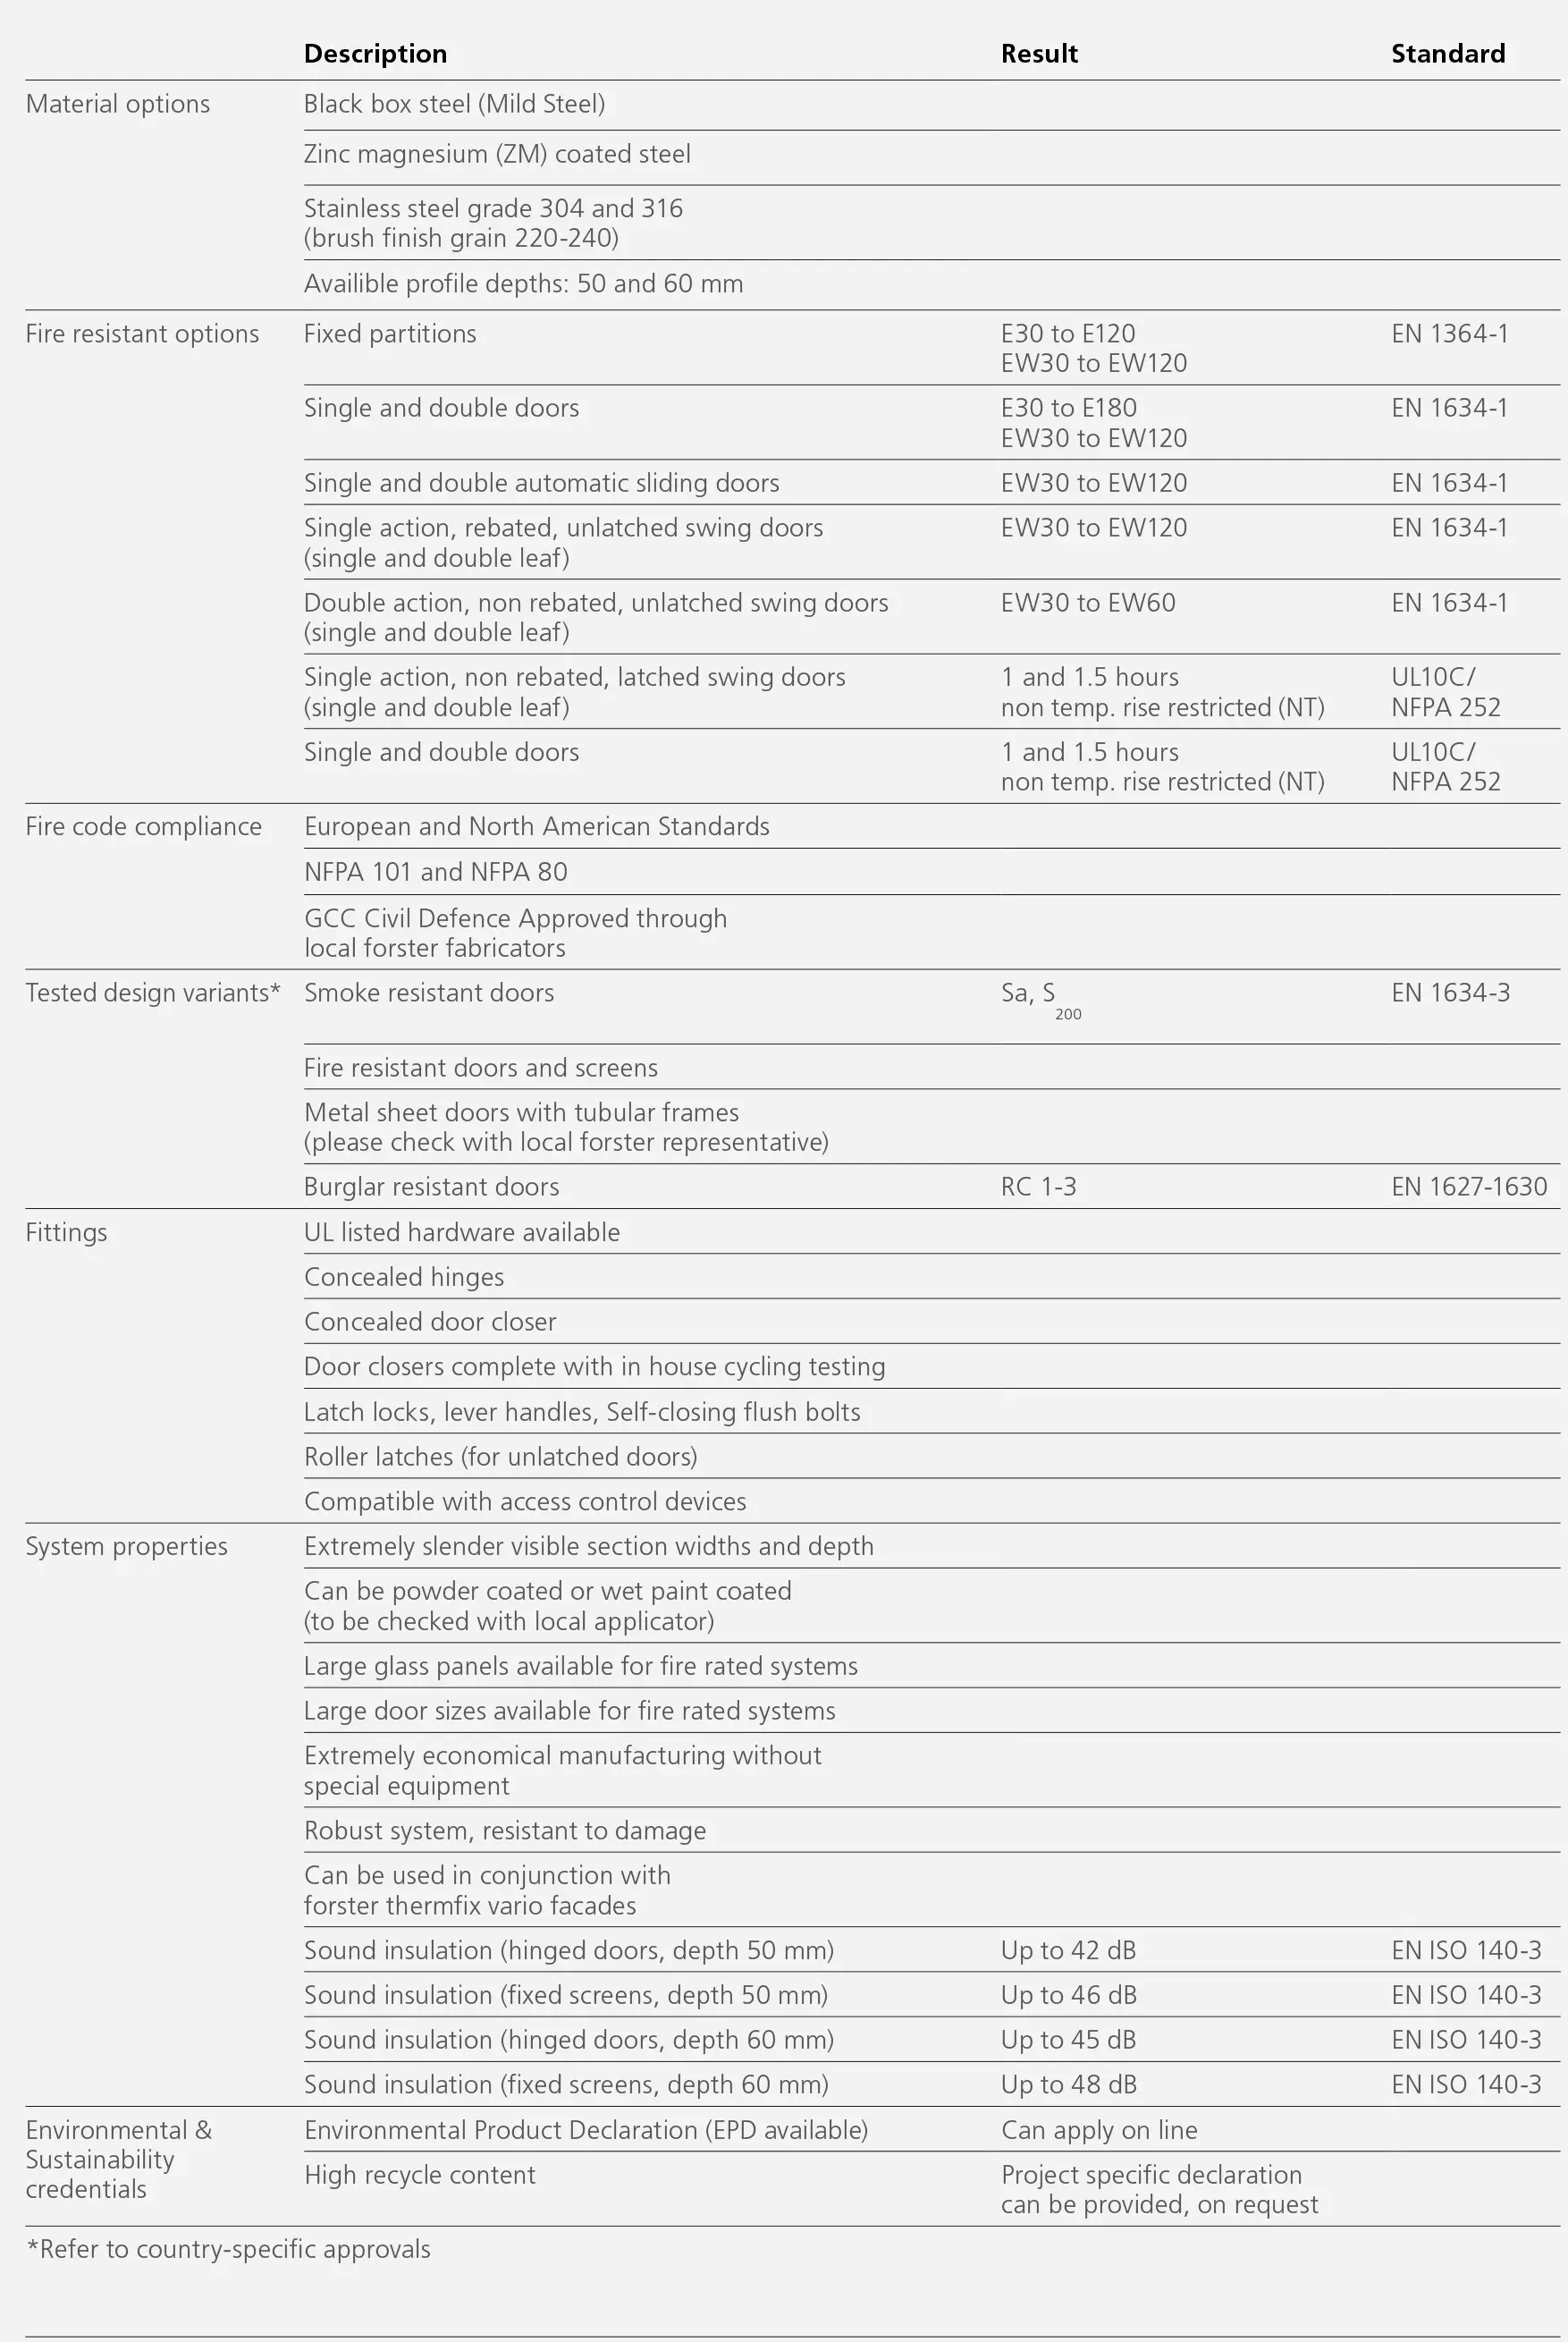 Description Result Standard
Material options Black box steel (Mild Steel)
Zinc magnesium (ZM) coated steel
Stainless steel grade 304 and 316
(brush finish grain 220-240)
Availible profile depths: 50 and 60 mm
Fire resistant options Fixed partitions E30 to E120 EN 1364-1
EW30 to EW120
Single and double doors E30 to E180 EN 1634-1
EW30 to EW120
Single and double automatic sliding doors EW30 to EW120 EN 1634-1
Single action, rebated, unlatched swing doors EW30 to EW120 EN 1634-1
(single and double leaf)
Double action, non rebated, unlatched swing doors EW30 to EW60 EN 1634-1
(single and double leaf)
Single action, non rebated, latched swing doors 1 and 1.5 hours UL10C/
(single and double leaf) non temp. rise restricted (NT) NFPA 252
Single and double doors 1 and 1.5 hours UL10C/
non temp. rise restricted (NT) NFPA 252
Fire code compliance European and North American Standards
NFPA 101 and NFPA 80
GCC Civil Defence Approved through
local forster fabricators
Tested design variants* Smoke resistant doors Sa, S200 EN 1634-3
Fire resistant doors and screens
Metal sheet doors with tubular frames
(please check with local forster representative)
Burglar resistant doors RC 1-3 EN 1627-1630
Fittings UL listed hardware available
Concealed hinges
Concealed door closer
Door closers complete with in house cycling testing
Latch locks, lever handles, Self-closing flush bolts
Roller latches (for unlatched doors)
Compatible with access control devices
System properties Extremely slender visible section widths and depth
Can be powder coated or wet paint coated
(to be checked with local applicator)
Large glass panels available for fire rated systems
Large door sizes available for fire rated systems
Extremely economical manufacturing without
special equipment
Robust system, resistant to damage
Can be used in conjunction with
forster thermfix vario facades
Sound insulation (hinged doors, depth 50 mm) Up to 42 dB EN ISO 140-3
Sound insulation (fixed screens, depth 50 mm) Up to 46 dB EN ISO 140-3
Sound insulation (hinged doors, depth 60 mm) Up to 45 dB EN ISO 140-3
Sound insulation (fixed screens, depth 60 mm) Up to 48 dB EN ISO 140-3
Environmental & Environmental Product Declaration (EPD available) Can apply on line
Sustainability High recycle content Project specific declaration
credentials can be provided, on request
*Refer to country-specific approvals